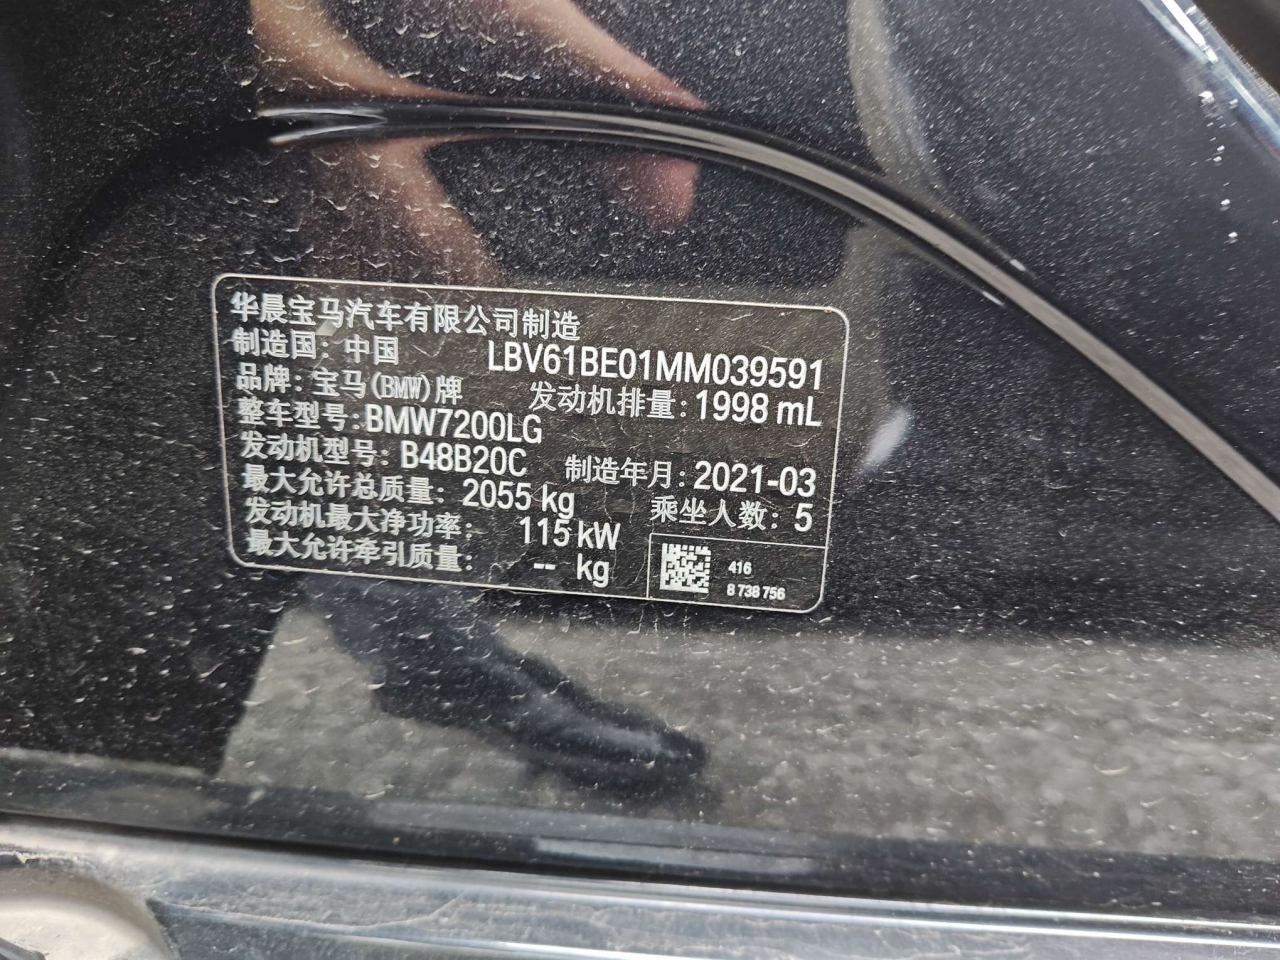 华晨宝马汽车有限公司制造
制造国: 中国 LBV61BE01MM039591
品牌: 宝马(BMW)牌 发动机排量: 1998 mL
整车型号: BMW7200LG
发动机型号: B48B20C 制造年月: 2021-03
最大允许总质量: 2055 kg 乘坐人数: 5
发动机最大净功率: 115 kW
最大允许牵引质量: -- kg
416
8 738 756